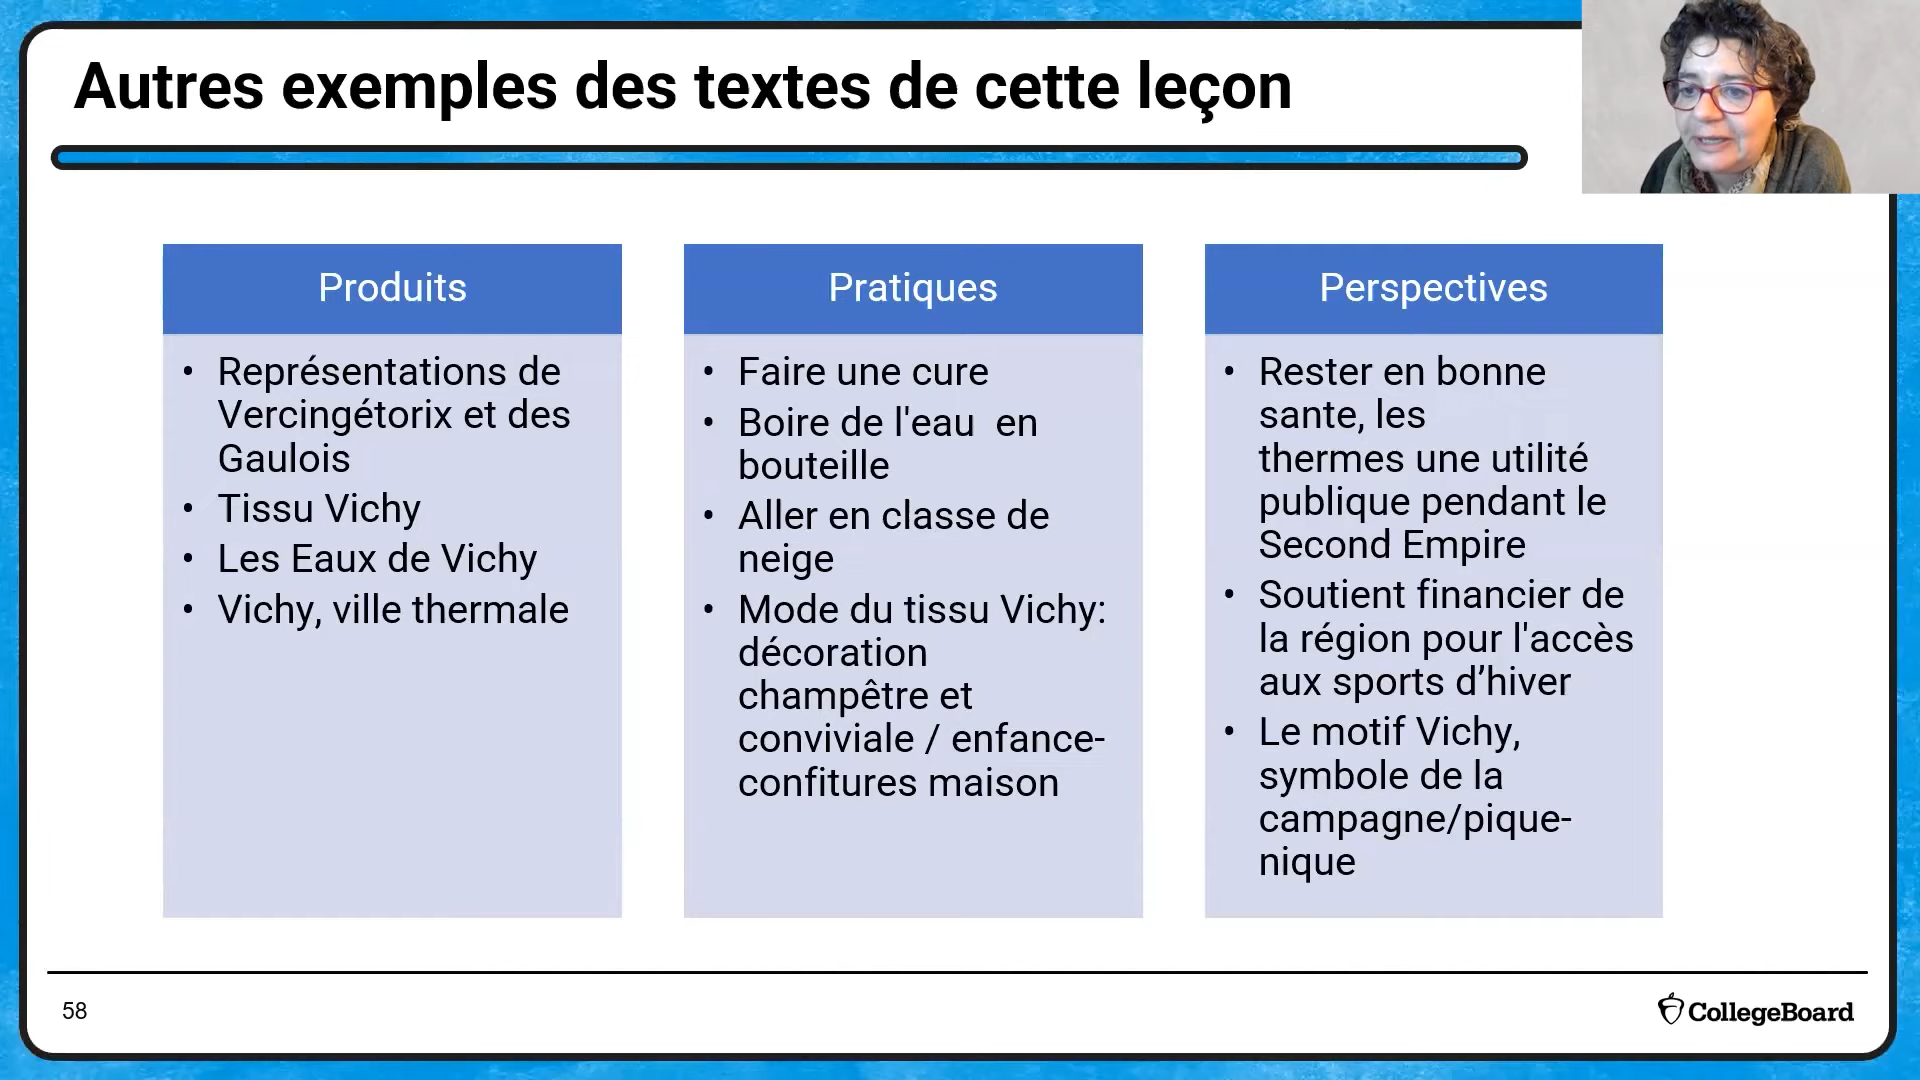 Autres exemples des textes de cette leçon
Produits
• Représentations de
Vercingétorix et des
Gaulois
• Tissu Vichy
• Les Eaux de Vichy
• Vichy, ville thermale
Pratiques
• Faire une cure
• Boire de l'eau  en
bouteille
• Aller en classe de
neige
• Mode du tissu Vichy:
décoration
champêtre et
conviviale / enfance-
confitures maison
Perspectives
• Rester en bonne
sante, les
thermes une utilité
publique pendant le
Second Empire
• Soutient financier de
la région pour l'accès
aux sports d’hiver
• Le motif Vichy,
symbole de la
campagne/pique-
nique
58
CollegeBoard